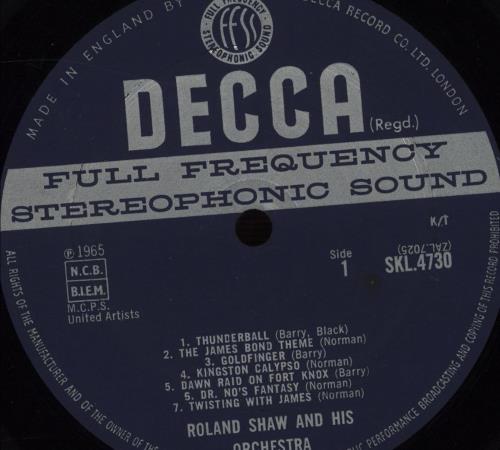 MADE IN ENGLAND BY
DECCA RECORD CO. LTD. LONDON
FULL FREQUENCY
ffss
STEREOPHONIC SOUND
DECCA
(Regd.)
FULL FREQUENCY
STEREOPHONIC SOUND
K/T
℗ 1965
N.C.B.
B.I.E.M.
M.C.P.S.
United Artists
Side
1
(ZAL.7025)
SKL.4730
1. THUNDERBALL (Barry, Black)
2. THE JAMES BOND THEME (Norman)
3. GOLDFINGER (Barry)
4. KINGSTON CALYPSO (Norman)
5. DAWN RAID ON FORT KNOX (Barry)
5. DR. NO'S FANTASY (Norman)
7. TWISTING WITH JAMES (Norman)
ROLAND SHAW AND HIS
ORCHESTRA
ALL RIGHTS OF THE MANUFACTURER AND OF THE OWNER OF THE
PERFORMANCE BROADCASTING AND COPYING OF THIS RECORD PROHIBITED